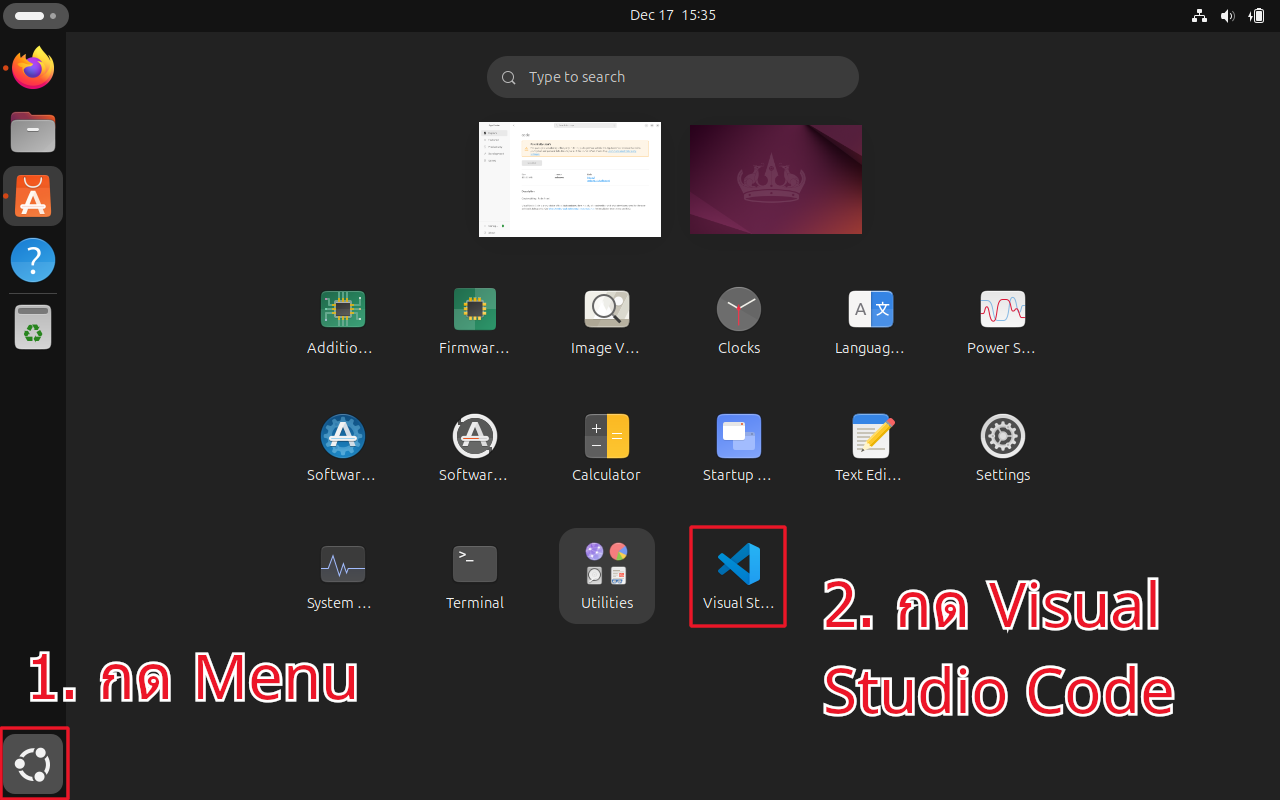 Dec 17 15:35
Type to search
Additio...
Firmwar...
Image V...
Clocks
Languag...
Power S...
Softwar...
Softwar...
Calculator
Startup ...
Text Edi...
Settings
System ...
Terminal
Utilities
Visual St...
1. กด Menu
2. กด Visual
Studio Code